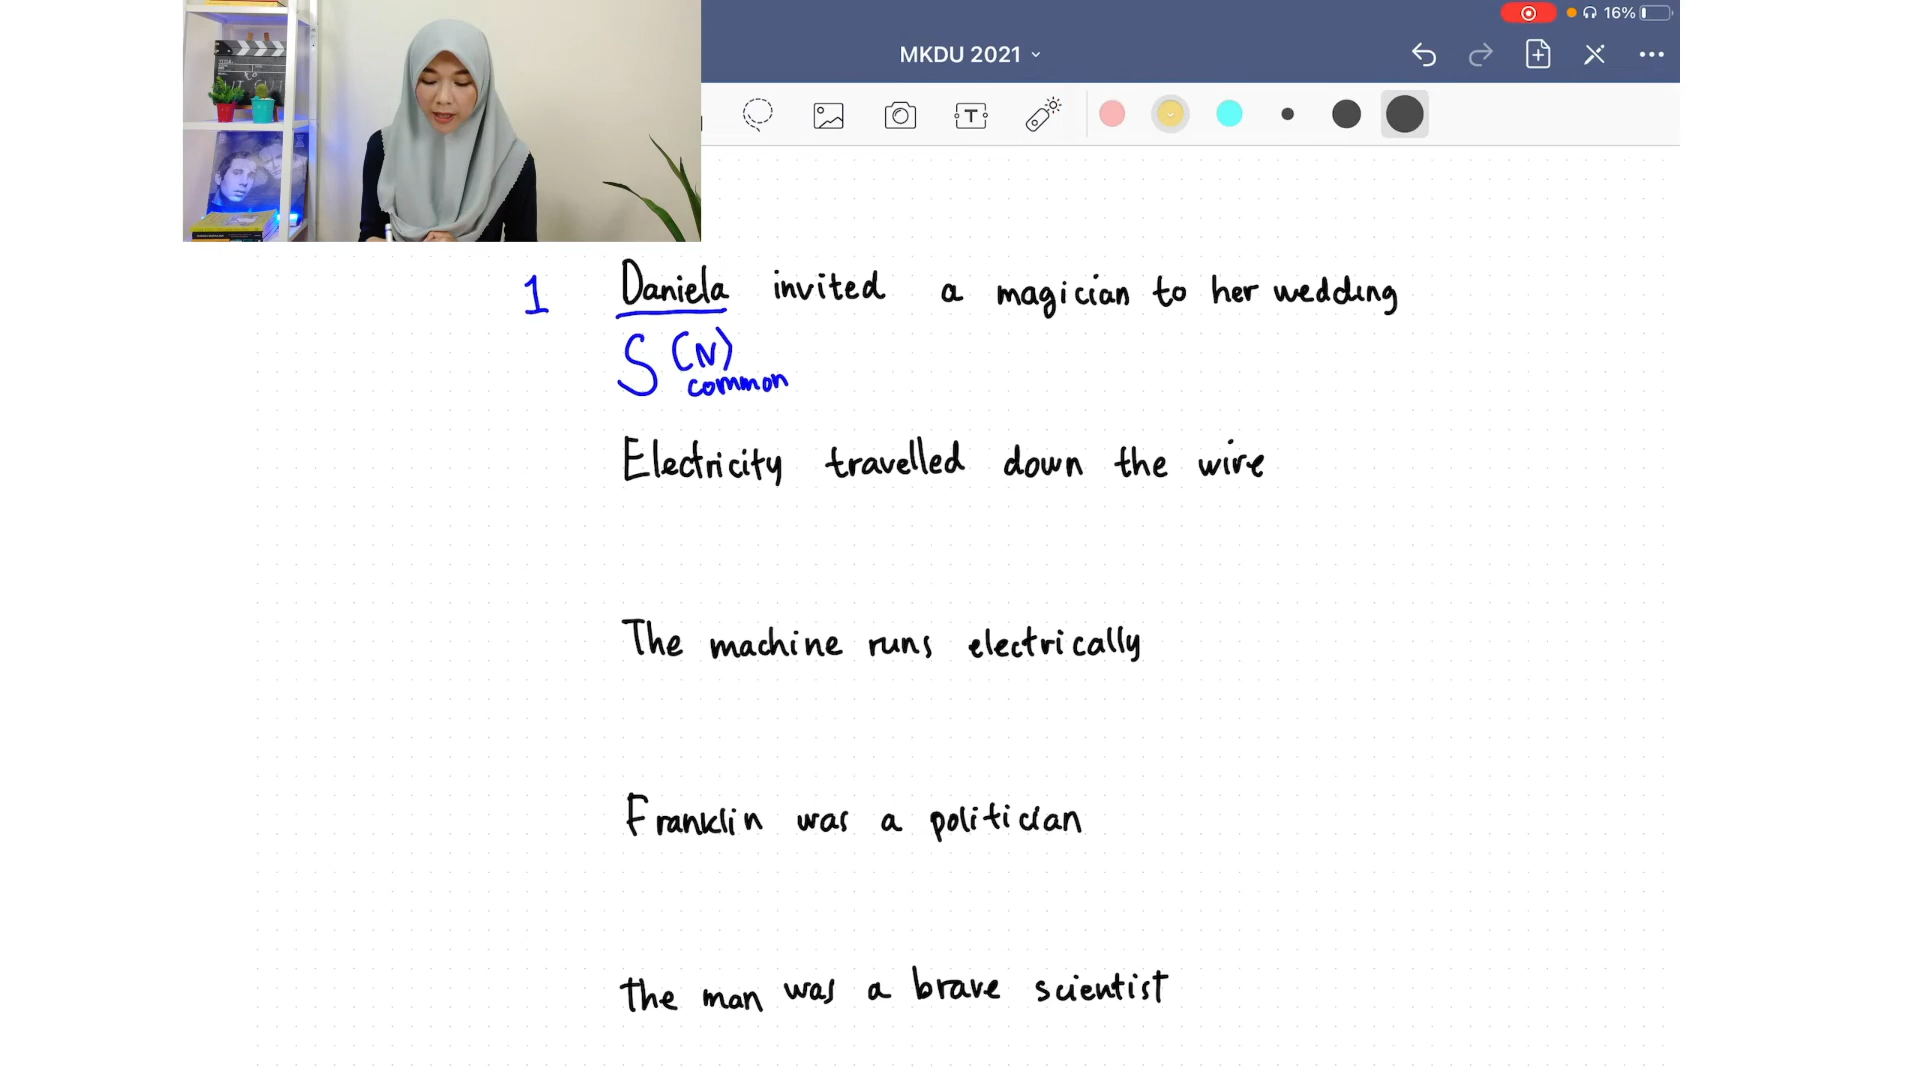 16%
MKDU 2021
T
1 Daniela invited a magician to her wedding
S (N)
common
Electricity travelled down the wire
The machine runs electrically
Franklin was a politician
the man was a brave scientist